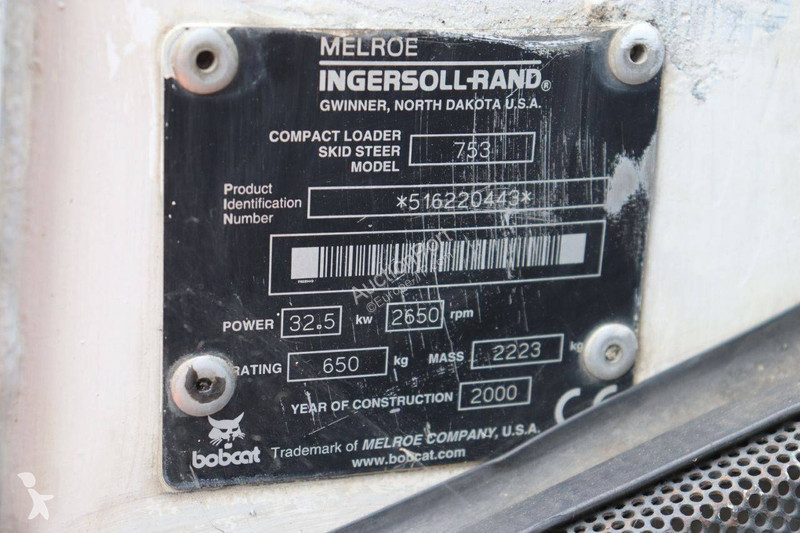 MELROE
INGERSOLL-RAND®
GWINNER, NORTH DAKOTA U.S.A.
COMPACT LOADER
SKID STEER
MODEL 753
Product
Identification
Number *516220443*
POWER 32.5 kw 2650 rpm
RATING 650 kg MASS 2223 kg
YEAR OF CONSTRUCTION 2000
CE
bobcat Trademark of MELROE COMPANY, U.S.A.
www.bobcat.com